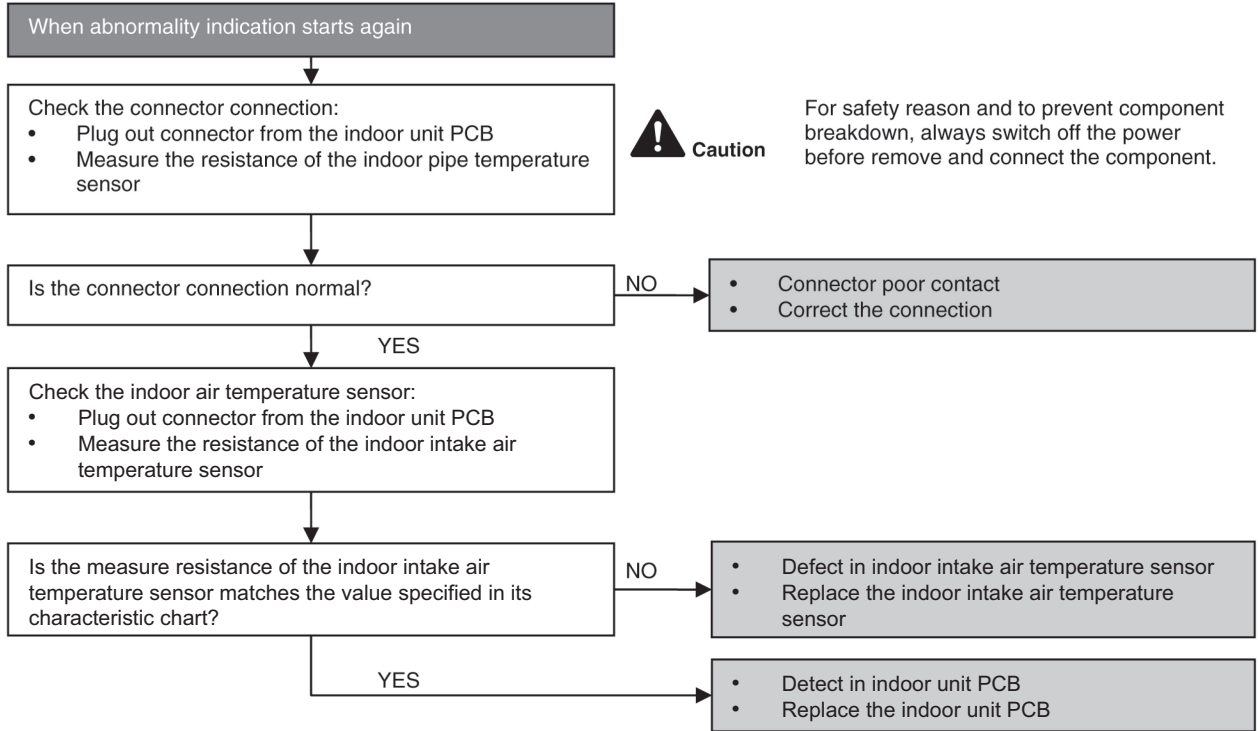 When abnormality indication starts again
Check the connector connection:
• Plug out connector from the indoor unit PCB
• Measure the resistance of the indoor pipe temperature
sensor
Caution
For safety reason and to prevent component
breakdown, always switch off the power
before remove and connect the component.
Is the connector connection normal?
NO
• Connector poor contact
• Correct the connection
YES
Check the indoor air temperature sensor:
• Plug out connector from the indoor unit PCB
• Measure the resistance of the indoor intake air
temperature sensor
Is the measure resistance of the indoor intake air
temperature sensor matches the value specified in its
characteristic chart?
NO
• Defect in indoor intake air temperature sensor
• Replace the indoor intake air temperature
sensor
YES
• Detect in indoor unit PCB
• Replace the indoor unit PCB